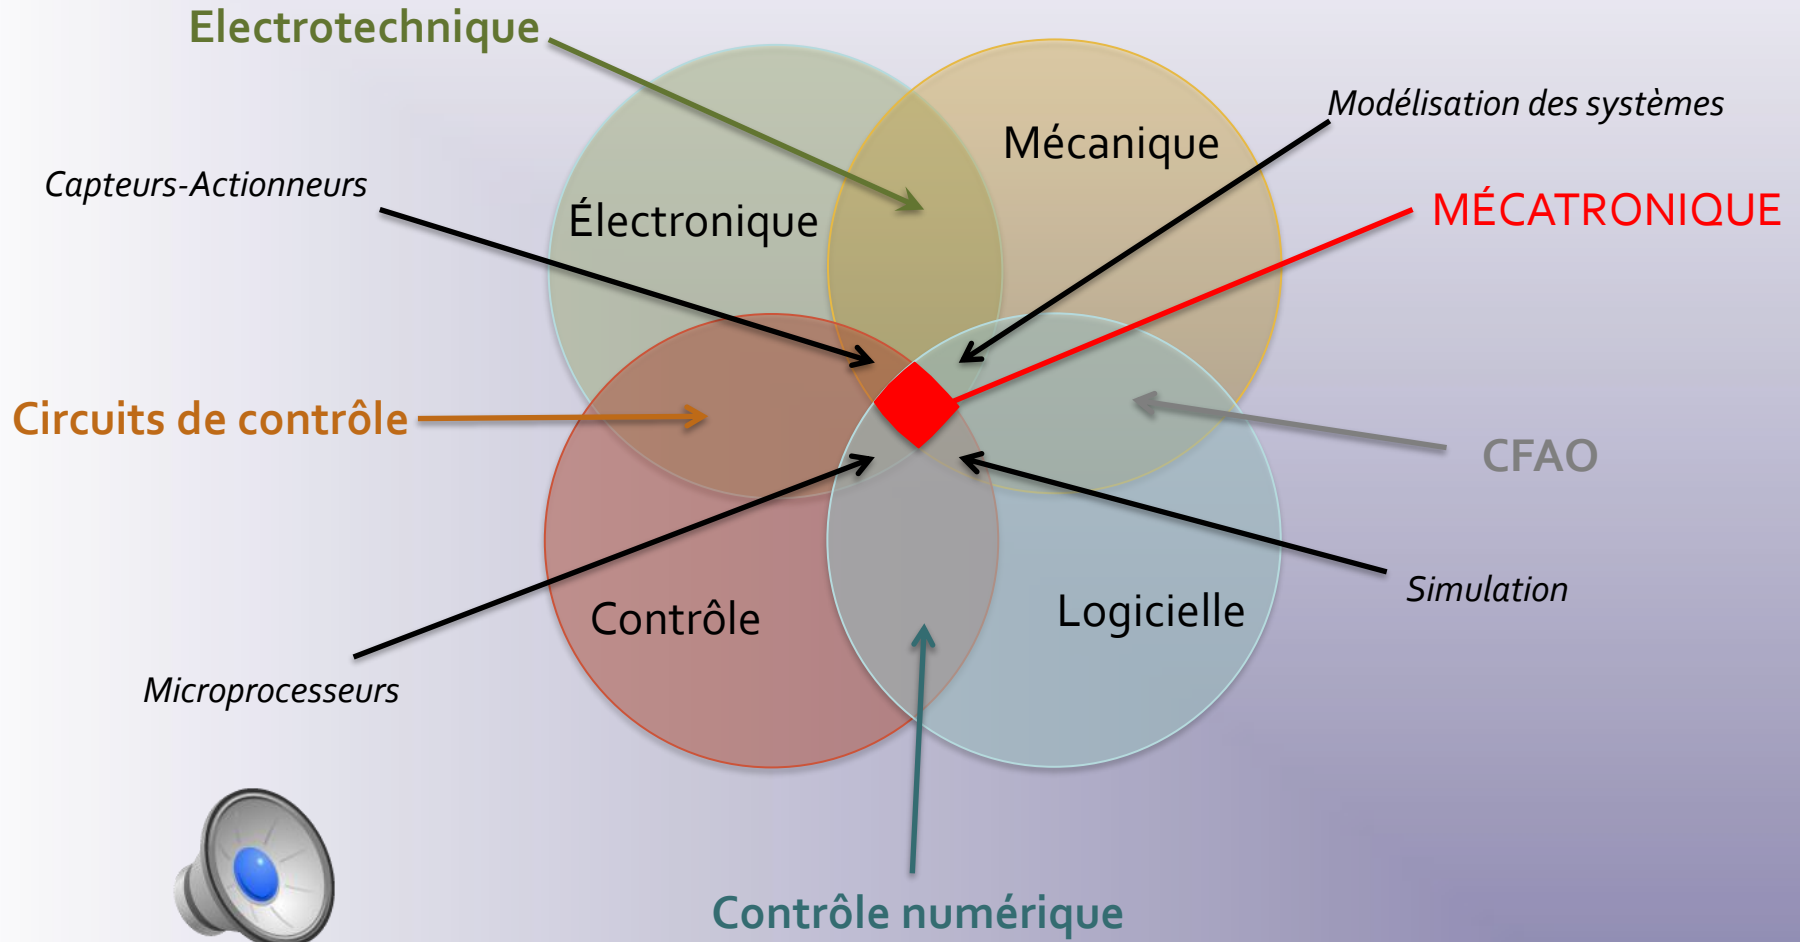 Electrotechnique
Modélisation des systèmes
Mécanique
Capteurs-Actionneurs
Électronique
MÉCATRONIQUE
Circuits de contrôle
CFAO
Simulation
Contrôle
Logicielle
Microprocesseurs
Contrôle numérique